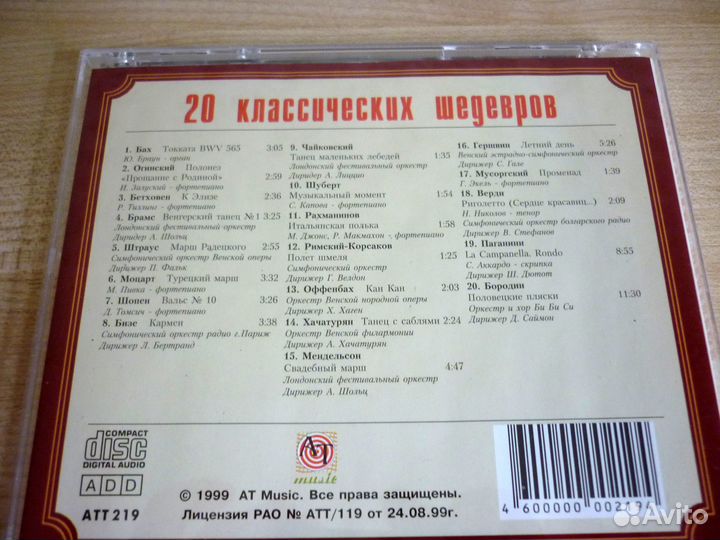 20 классических шедевров
1. Бах Токката BWV 565 3:05
Ю. Браун - орган
2. Огинский Полонез
«Прощание с Родиной» 2:59
И. Залуский - фортепиано
3. Бетховен К Элизе
Р. Тиллинг - фортепиано
4. Брамс Венгерский танец №1 3:25
Лондонский фестивальный оркестр
Дирижер А. Шольц
5. Штраус Марш Радецкого 2:55
Симфонический оркестр Венской оперы
Дирижер П. Фальк
6. Моцарт Турецкий марш 3:32
М. Пивка - фортепиано
7. Шопен Вальс № 10 3:26
Д. Томсич - фортепиано
8. Бизе Кармен 3:38
Симфонический оркестр радио г.Париж
Дирижер Л. Бертранд
9. Чайковский
Танец маленьких лебедей 1:35
Лондонский фестивальный оркестр
Дирижер А. Лиццио
10. Шуберт
Музыкальный момент 1:54
С. Капова - фортепиано
11. Рахманинов
Итальянская полька 1:58
М. Джонс, Р. Макмахон -, фортепиано
12. Римский-Корсаков
Полет шмеля 1:25
Симфонический оркестр
Дирижер Г. Велдон
13. Оффенбах Кан Кан 2:03
Оркестр Венской народной оперы
Дирижер Х. Хаген
14. Хачатурян Танец с саблями 2:24
Оркестр Венской филармонии
Дирижер А. Хачатурян
15. Мендельсон
Свадебный марш 4:47
Лондонский фестивальный оркестр
Дирижер А. Шольц
16. Гершвин Летний день 5:26
Венский эстрадно-симфонический оркестр
Дирижер С. Гале
17. Мусоргский Променад 1:39
Г. Экель - фортепиано
18. Верди
Риголетто (Сердце красавиц...) 2:09
Н. Николов - тенор
Оркестр симфонический болгарского радио
Дирижер В. Стефанов
19. Паганини
La Campanella. Rondo 8:55
С. Аккардо - скрипка
Дирижер Ш. Дютот
20. Бородин
Половецкие пляски 11:30
Оркестр и хор Би Би Си
Дирижер Д. Саймон
COMPACT
disc
DIGITAL AUDIO
ADD
ATT 219
AT
music
© 1999 AT Music. Все права защищены.
Лицензия РАО № АТТ/119 от 24.08.99г.
4 600000
Avito